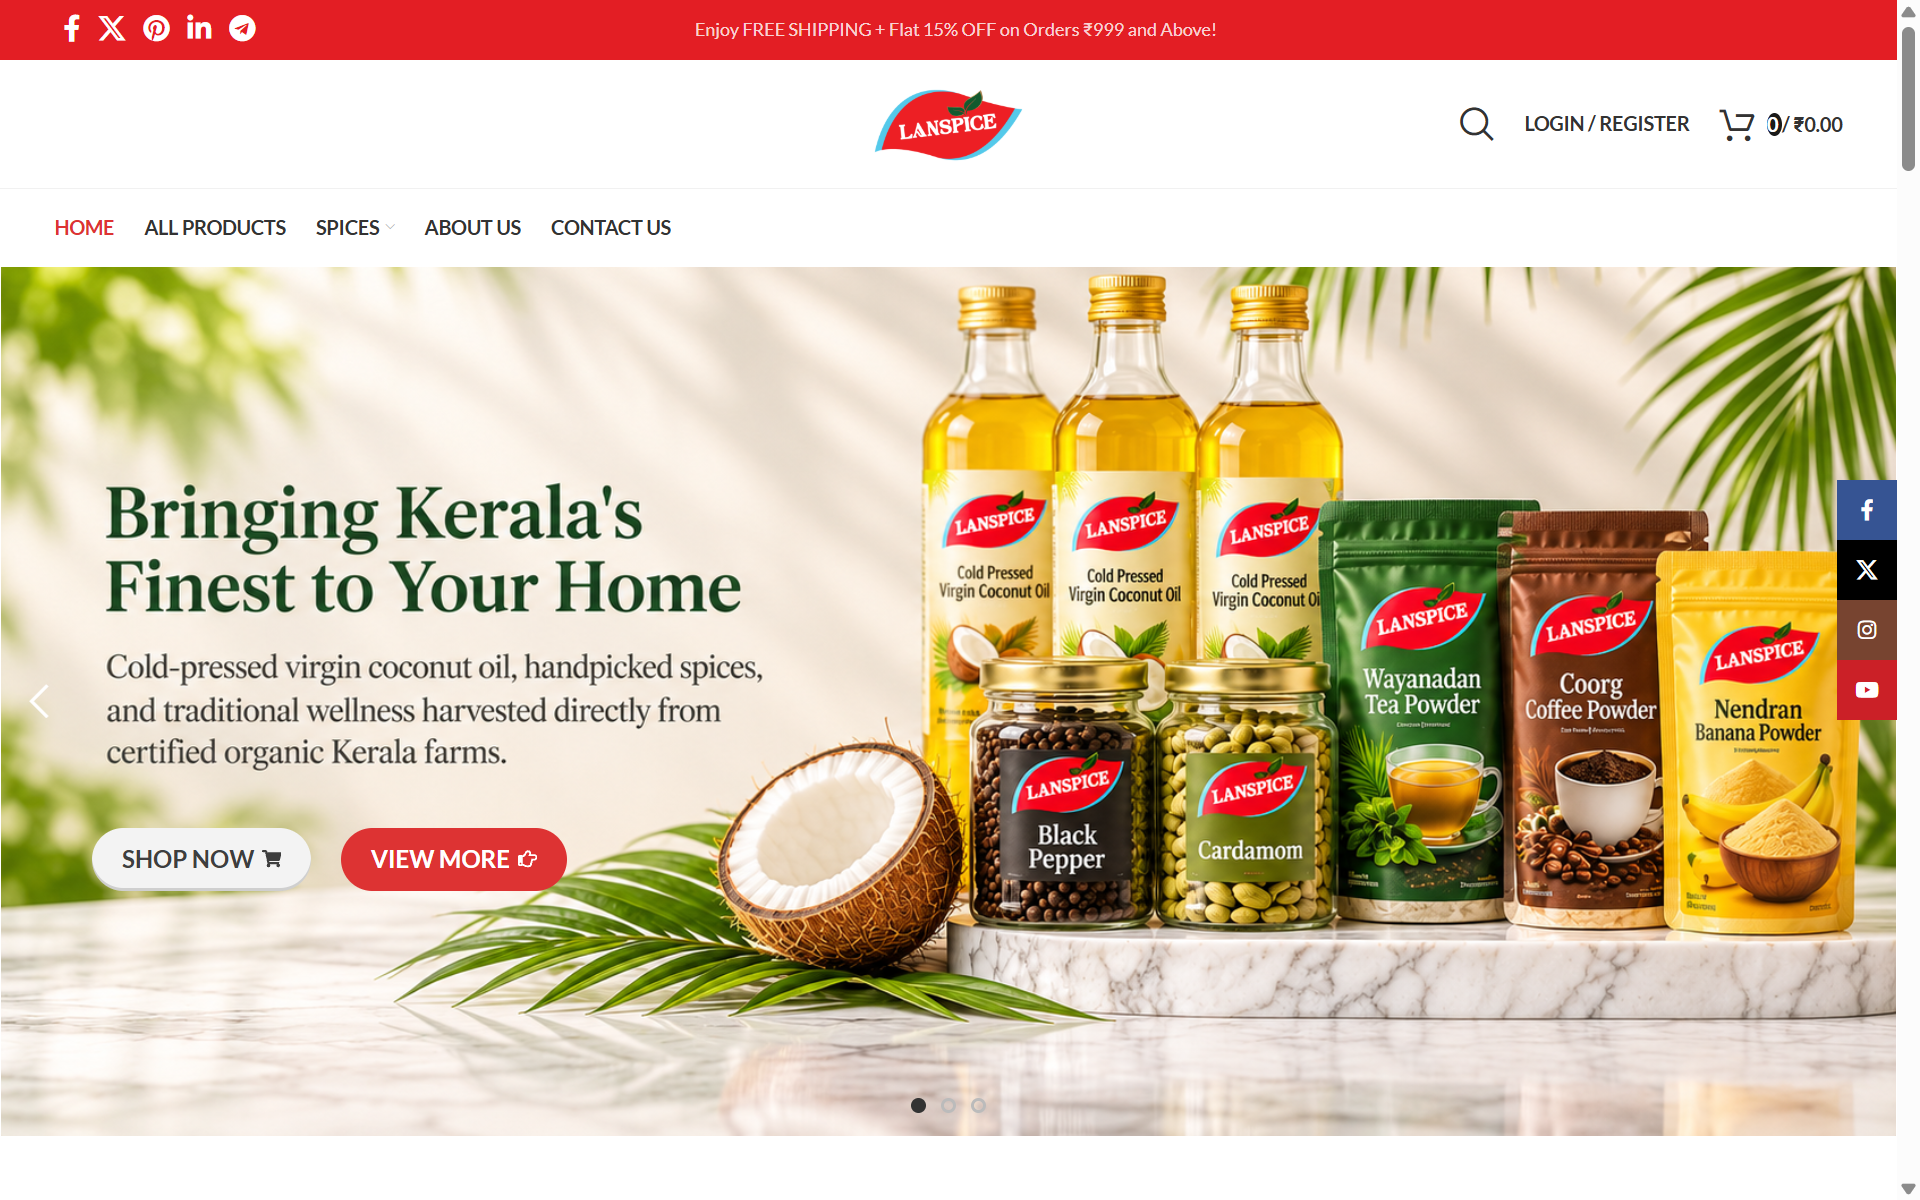 Enjoy FREE SHIPPING + Flat 15% OFF on Orders ₹999 and Above!
LANSPICE
LOGIN / REGISTER
0 / ₹0.00
HOME
ALL PRODUCTS
SPICES
ABOUT US
CONTACT US
Bringing Kerala's
Finest to Your Home
Cold-pressed virgin coconut oil, handpicked spices,
and traditional wellness harvested directly from
certified organic Kerala farms.
SHOP NOW
VIEW MORE
LANSPICE
Cold Pressed
Virgin Coconut Oil
LANSPICE
Cold Pressed
Virgin Coconut Oil
LANSPICE
Cold Pressed
Virgin Coconut Oi
LANSPICE
Wayanadan
Tea Powder
LANSPICE
Coorg
Coffee Powder
LANSPICE
Nendran
Banana Powder
LANSPICE
Black
Pepper
LANSPICE
Cardamom